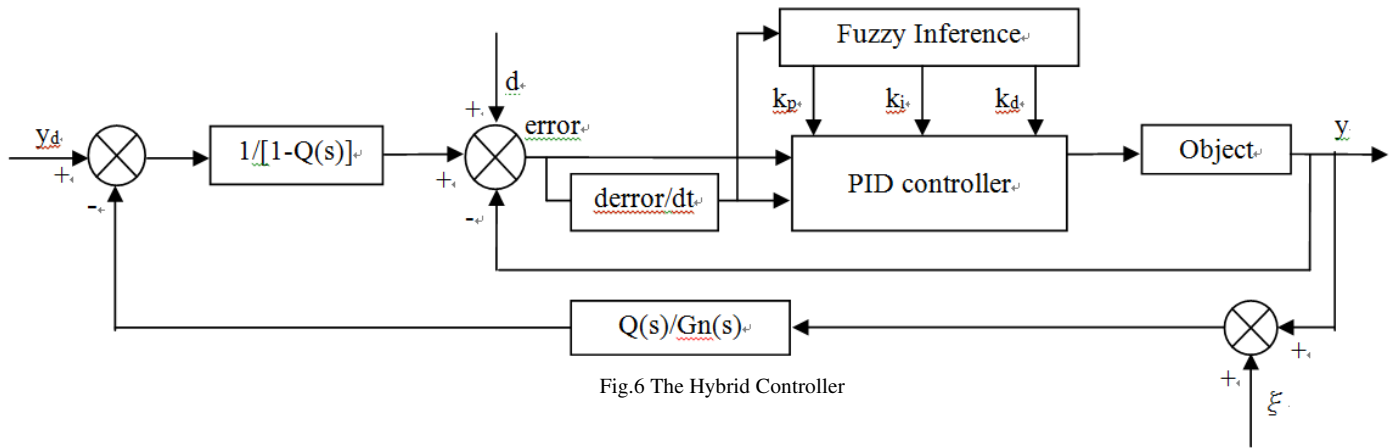 Fuzzy Inference
d
+
kp
ki
kd
error
yd
y
1/[1-Q(s)]
Object
+
+
PID controller
-
derror/dt
-
Q(s)/Gn(s)
+
+
Fig.6 The Hybrid Controller
ξ